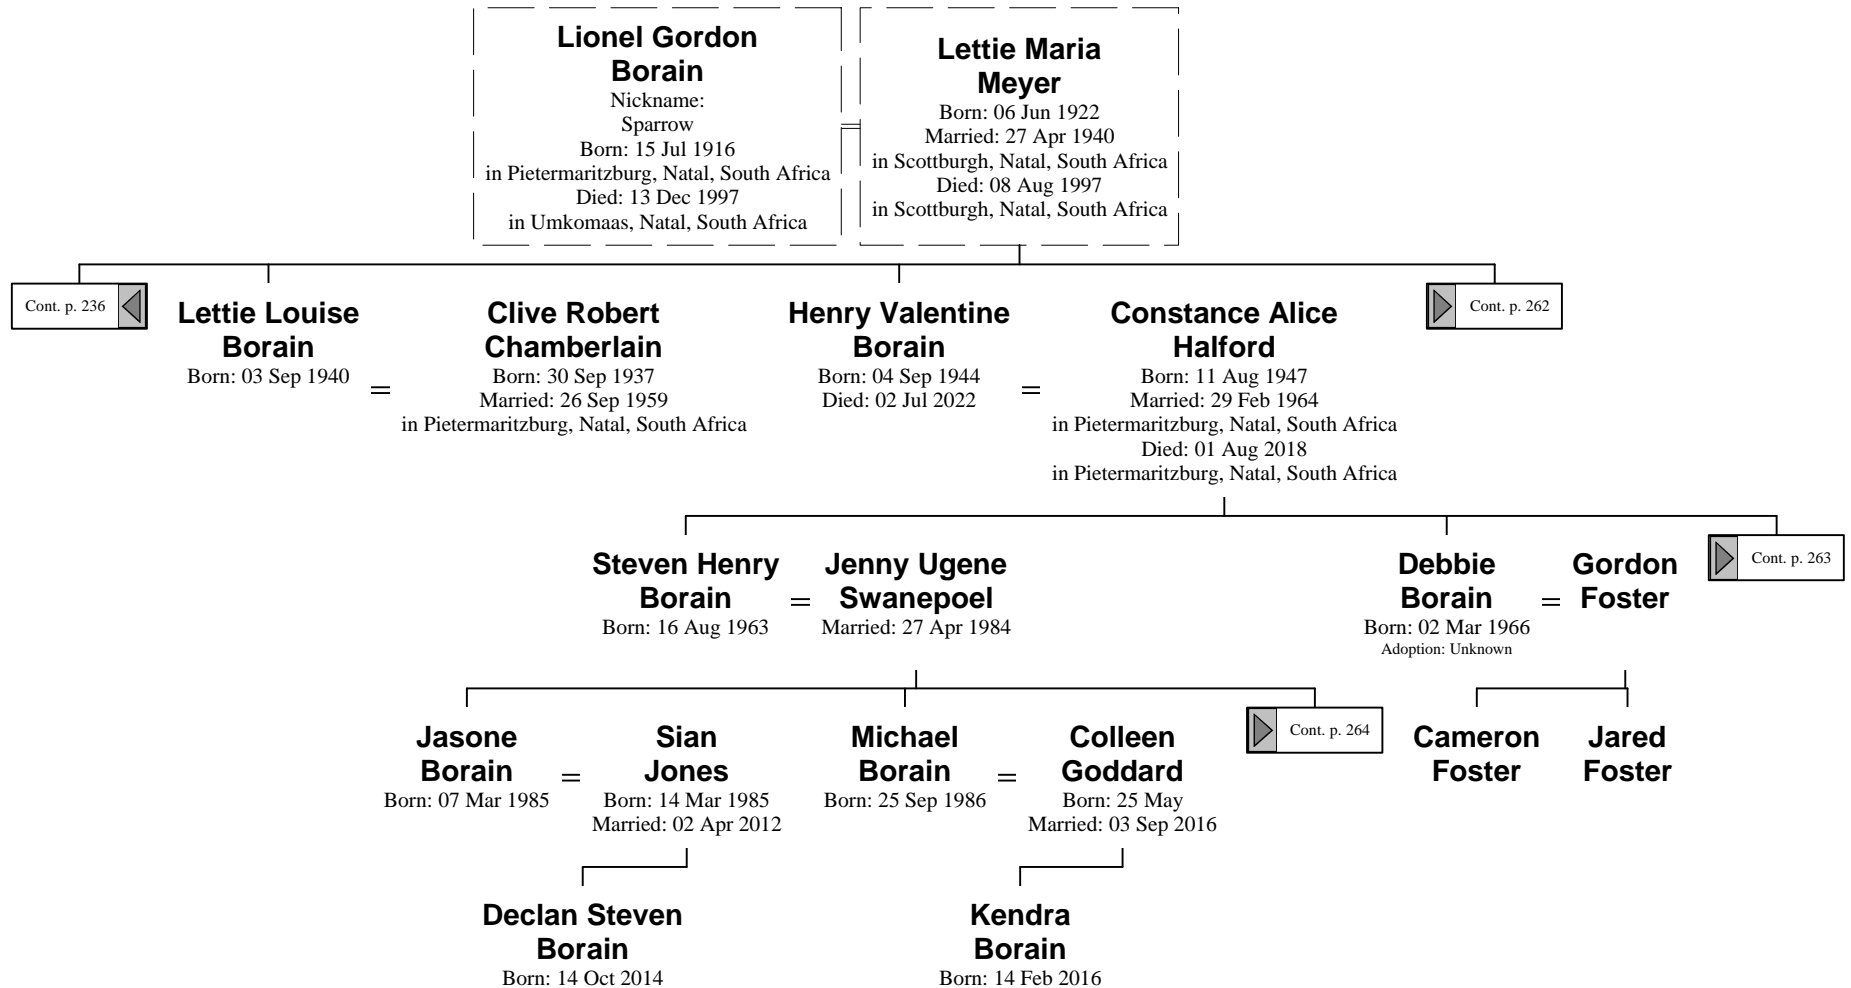 Lionel Gordon
Borain
Nickname:
Sparrow
Born: 15 Jul 1916
in Pietermaritzburg, Natal, South Africa
Died: 13 Dec 1997
in Umkomaas, Natal, South Africa
Lettie Maria
Meyer
Born: 06 Jun 1922
Married: 27 Apr 1940
in Scottburgh, Natal, South Africa
Died: 08 Aug 1997
in Scottburgh, Natal, South Africa
=
Cont. p. 236
Lettie Louise
Borain
Born: 03 Sep 1940
=
Clive Robert
Chamberlain
Born: 30 Sep 1937
Married: 26 Sep 1959
in Pietermaritzburg, Natal, South Africa
Henry Valentine
Borain
Born: 04 Sep 1944
Died: 02 Jul 2022
=
Constance Alice
Halford
Born: 11 Aug 1947
Married: 29 Feb 1964
in Pietermaritzburg, Natal, South Africa
Died: 01 Aug 2018
in Pietermaritzburg, Natal, South Africa
Cont. p. 262
Steven Henry
Borain
Born: 16 Aug 1963
=
Jenny Ugene
Swanepoel
Married: 27 Apr 1984
Debbie
Borain
Born: 02 Mar 1966
Adoption: Unknown
=
Gordon
Foster
Cont. p. 263
Jasone
Borain
Born: 07 Mar 1985
=
Sian
Jones
Born: 14 Mar 1985
Married: 02 Apr 2012
Michael
Borain
Born: 25 Sep 1986
=
Colleen
Goddard
Born: 25 May
Married: 03 Sep 2016
Cont. p. 264
Cameron
Foster
Jared
Foster
Declan Steven
Borain
Born: 14 Oct 2014
Kendra
Borain
Born: 14 Feb 2016